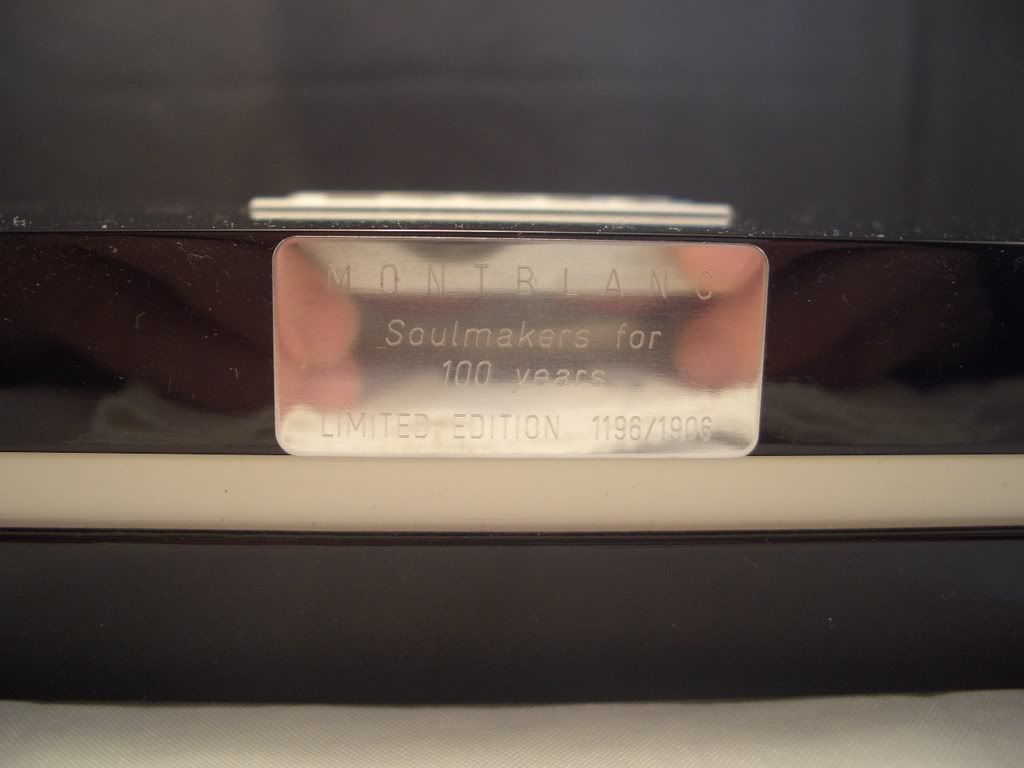 MONTBLANC
Soulmakers for
100 years
LIMITED EDITION 1196/1906